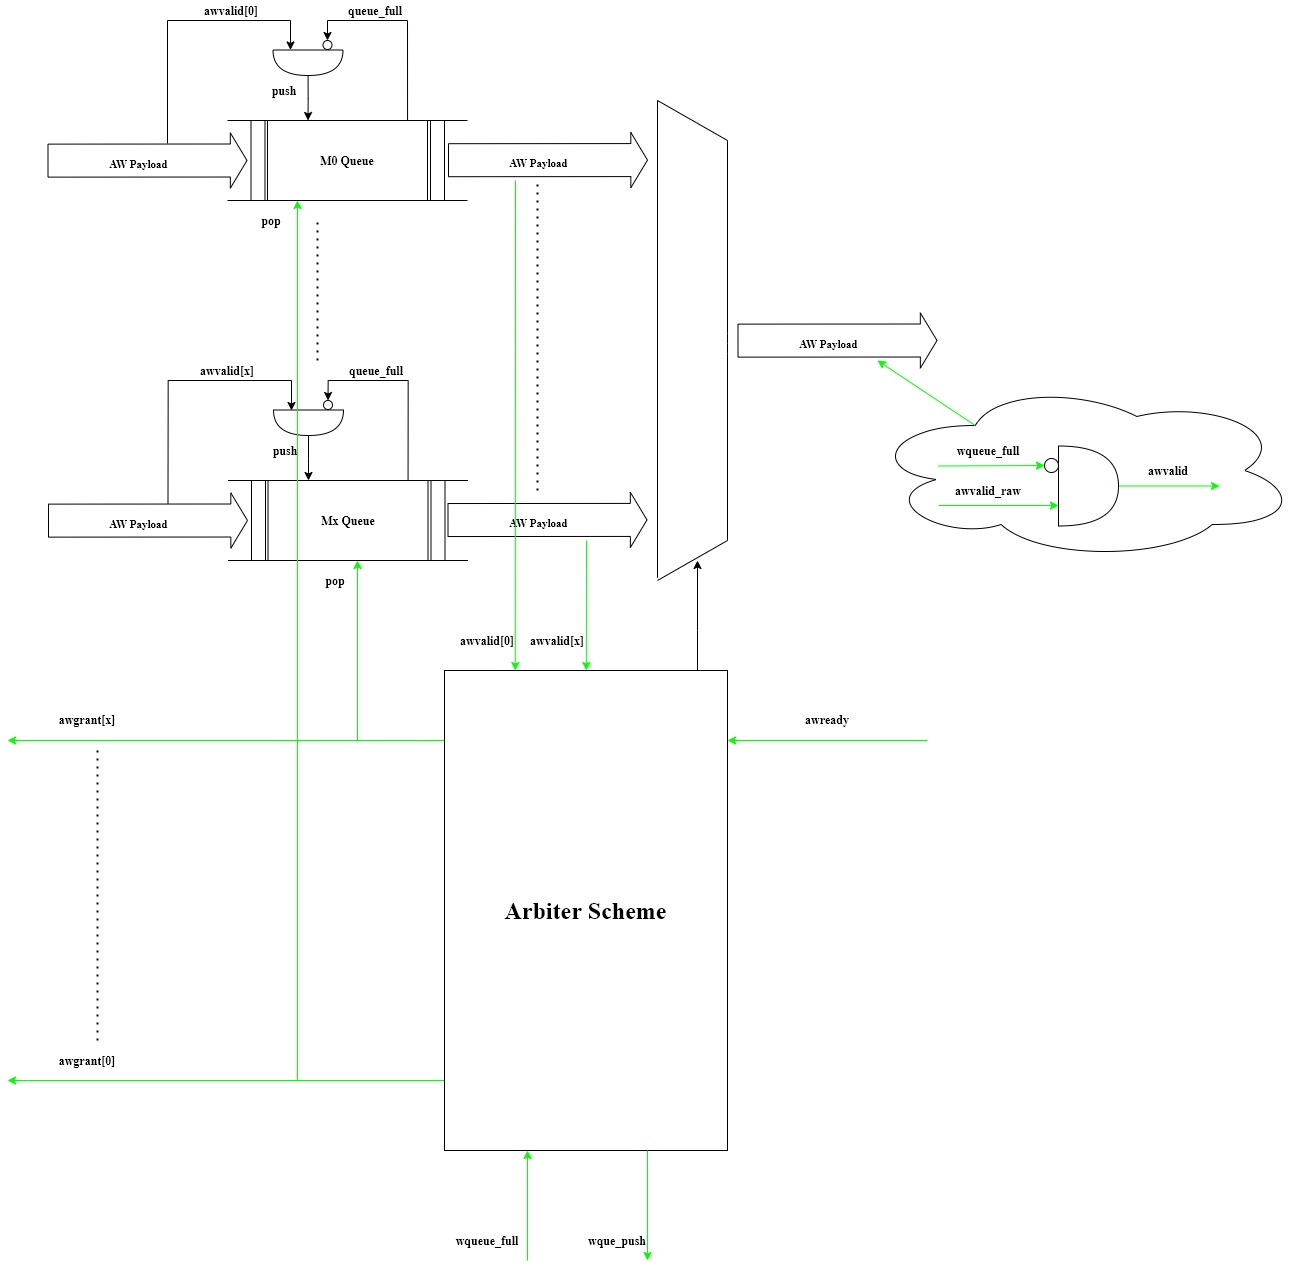 awvalid[0]
queue_full
push
AW Payload
M0 Queue
AW Payload
pop
AW Payload
awvalid[x]
queue_full
push
wqueue_full
awvalid_raw
awvalid
AW Payload
Mx Queue
AW Payload
pop
awvalid[0]
awvalid[x]
awgrant[x]
awready
Arbiter Scheme
awgrant[0]
wqueue_full
wque_push